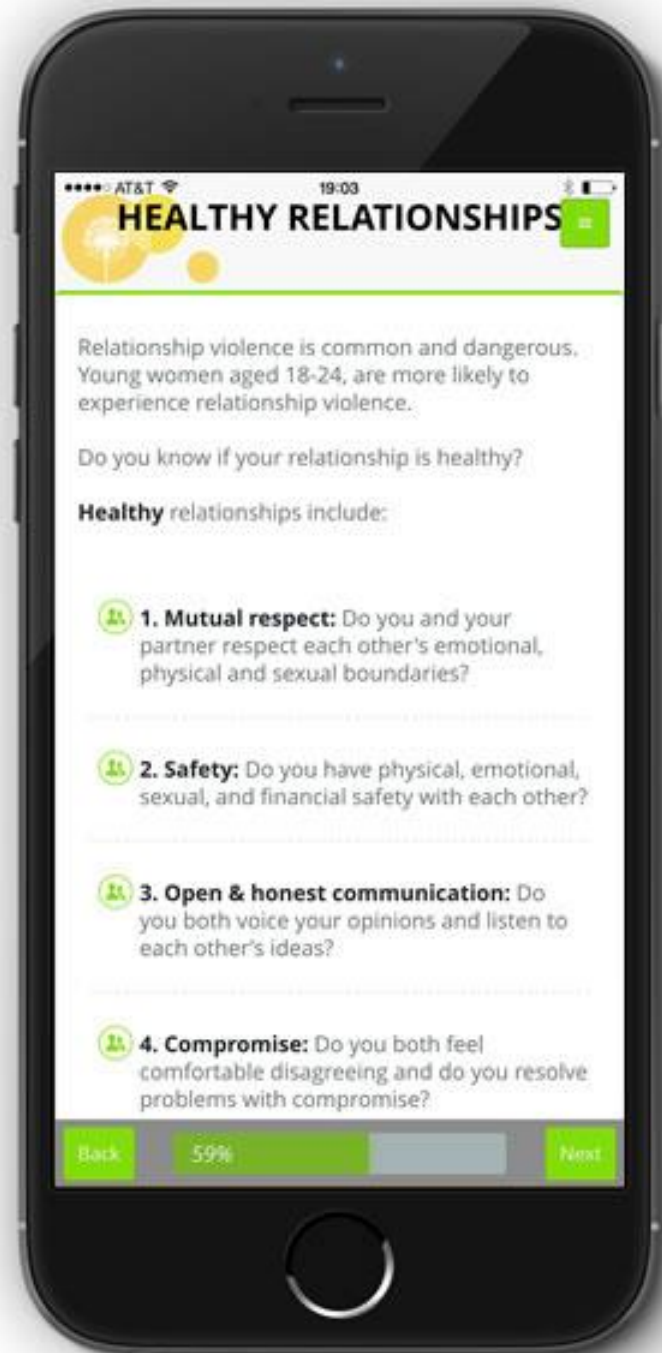 AT&T 19:03
HEALTHY RELATIONSHIPS
Relationship violence is common and dangerous.
Young women aged 18-24, are more likely to
experience relationship violence.
Do you know if your relationship is healthy?
Healthy relationships include:
1. Mutual respect: Do you and your
partner respect each other's emotional,
physical and sexual boundaries?
2. Safety: Do you have physical, emotional,
sexual, and financial safety with each other?
3. Open & honest communication: Do
you both voice your opinions and listen to
each other's ideas?
4. Compromise: Do you both feel
comfortable disagreeing and do you resolve
problems with compromise?
Back 59% Next